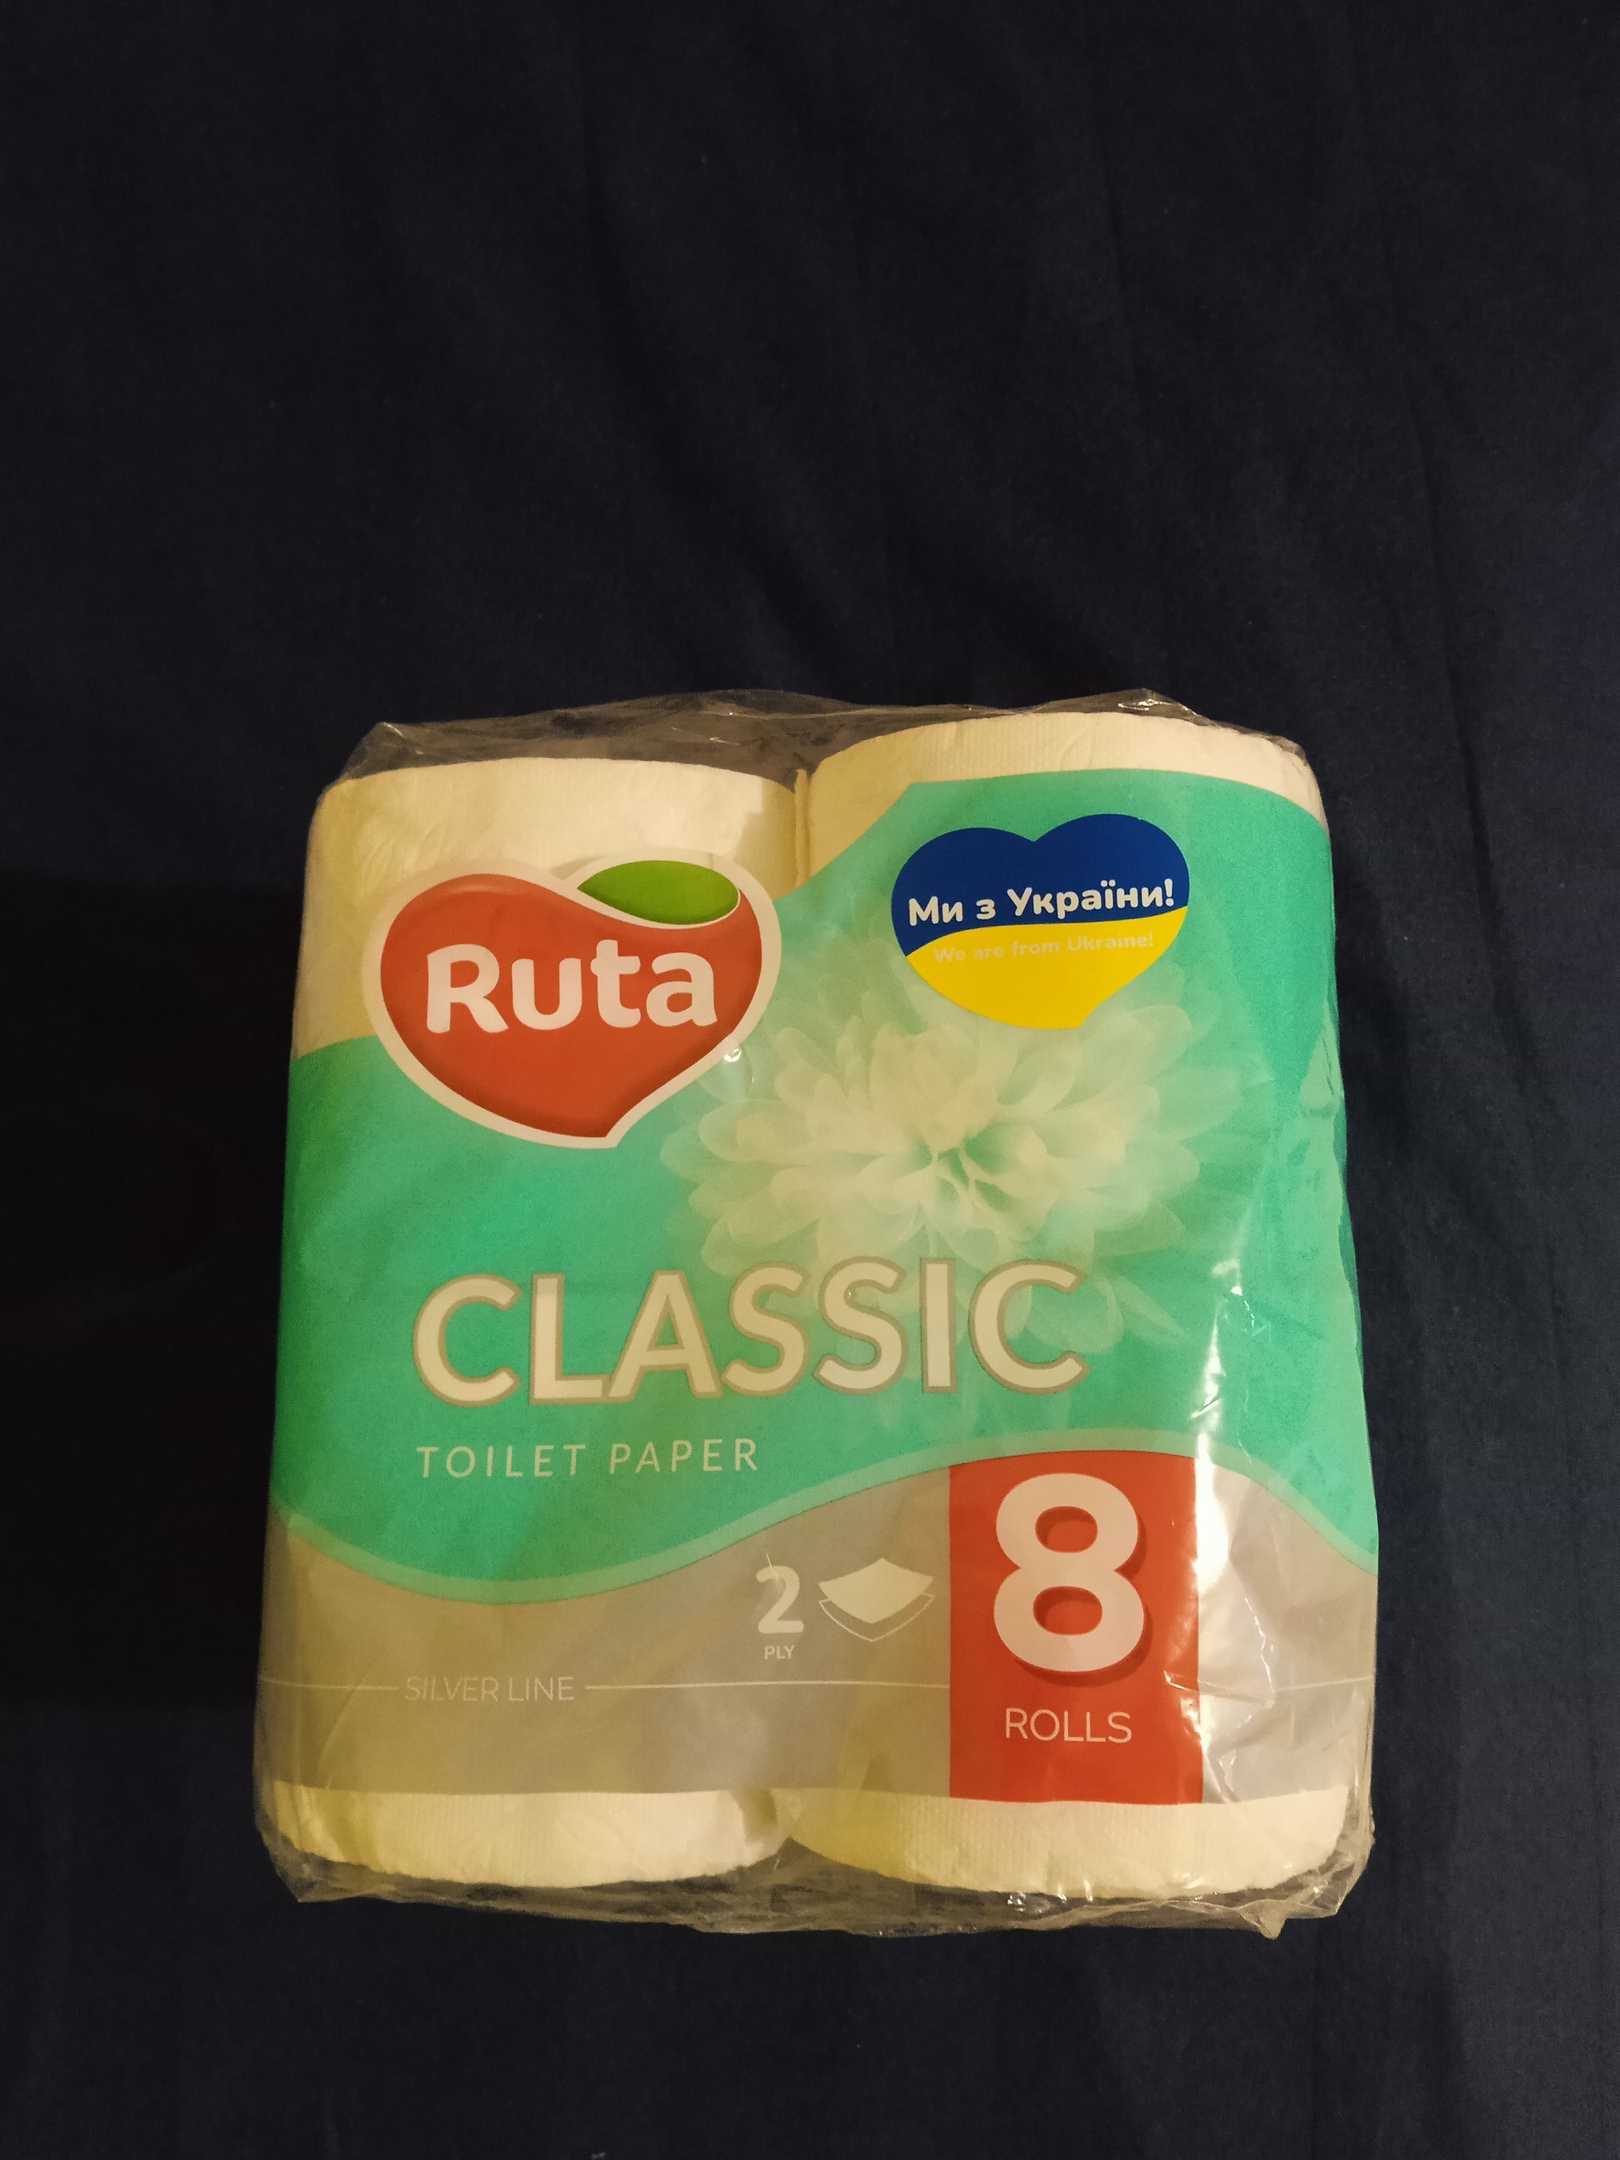 Ruta
Ми з України!
We are from Ukraine!
CLASSIC
TOILET PAPER
2
PLY
8
ROLLS
SILVER LINE